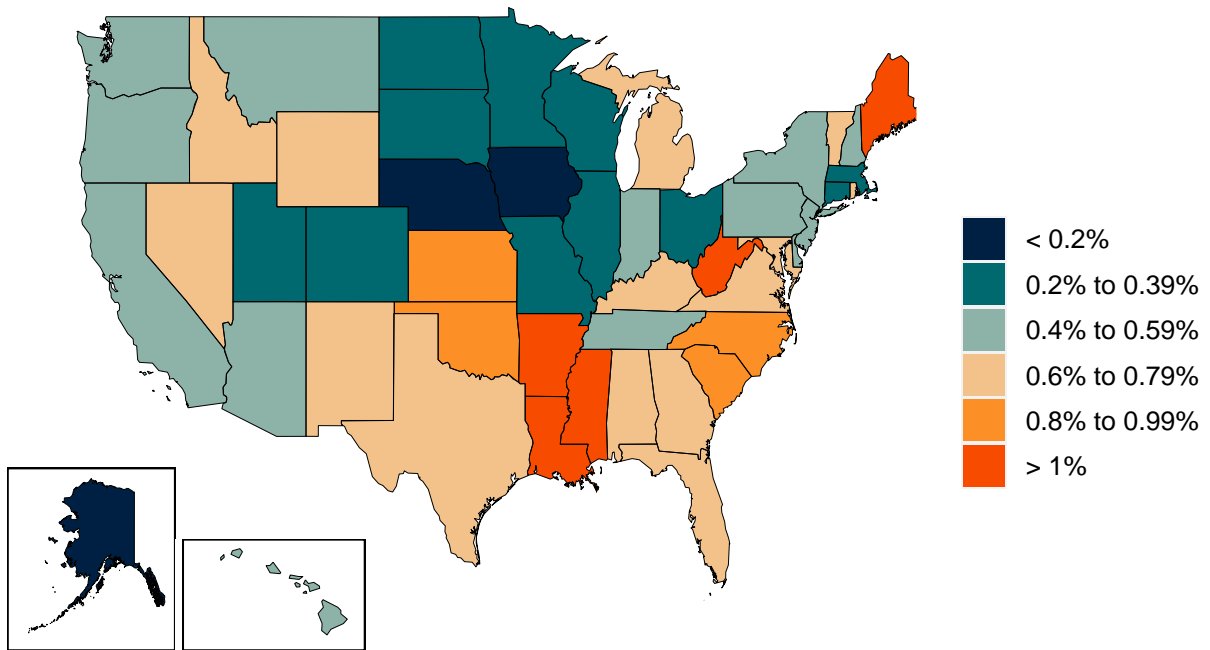 < 0.2%
0.2% to 0.39%
0.4% to 0.59%
0.6% to 0.79%
0.8% to 0.99%
> 1%